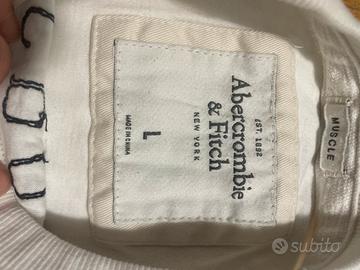 EST. 1892
Abercrombie
& Fitch
NEW YORK
L
MADE IN CHINA
MUSCLE
subito